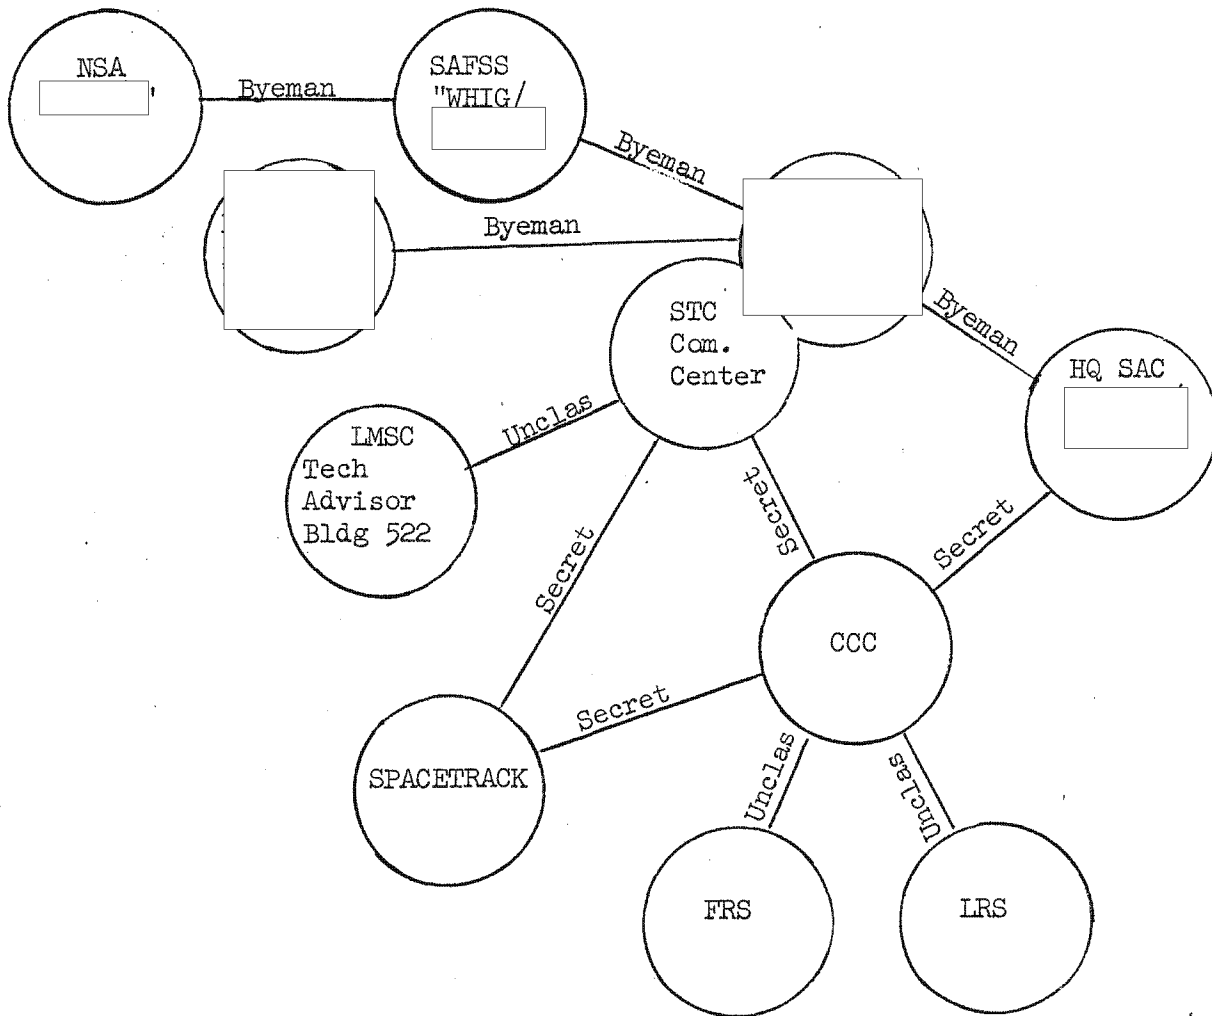 NSA
Byeman
SAFSS
"WHIG/
Byeman
Byeman
STC
Com.
Center
Byeman
HQ SAC
Unclas
LMSC
Tech
Advisor
Bldg 522
Secret
Secret
Secret
CCC
Secret
SPACETRACK
Unclas
Unclas
FRS
LRS